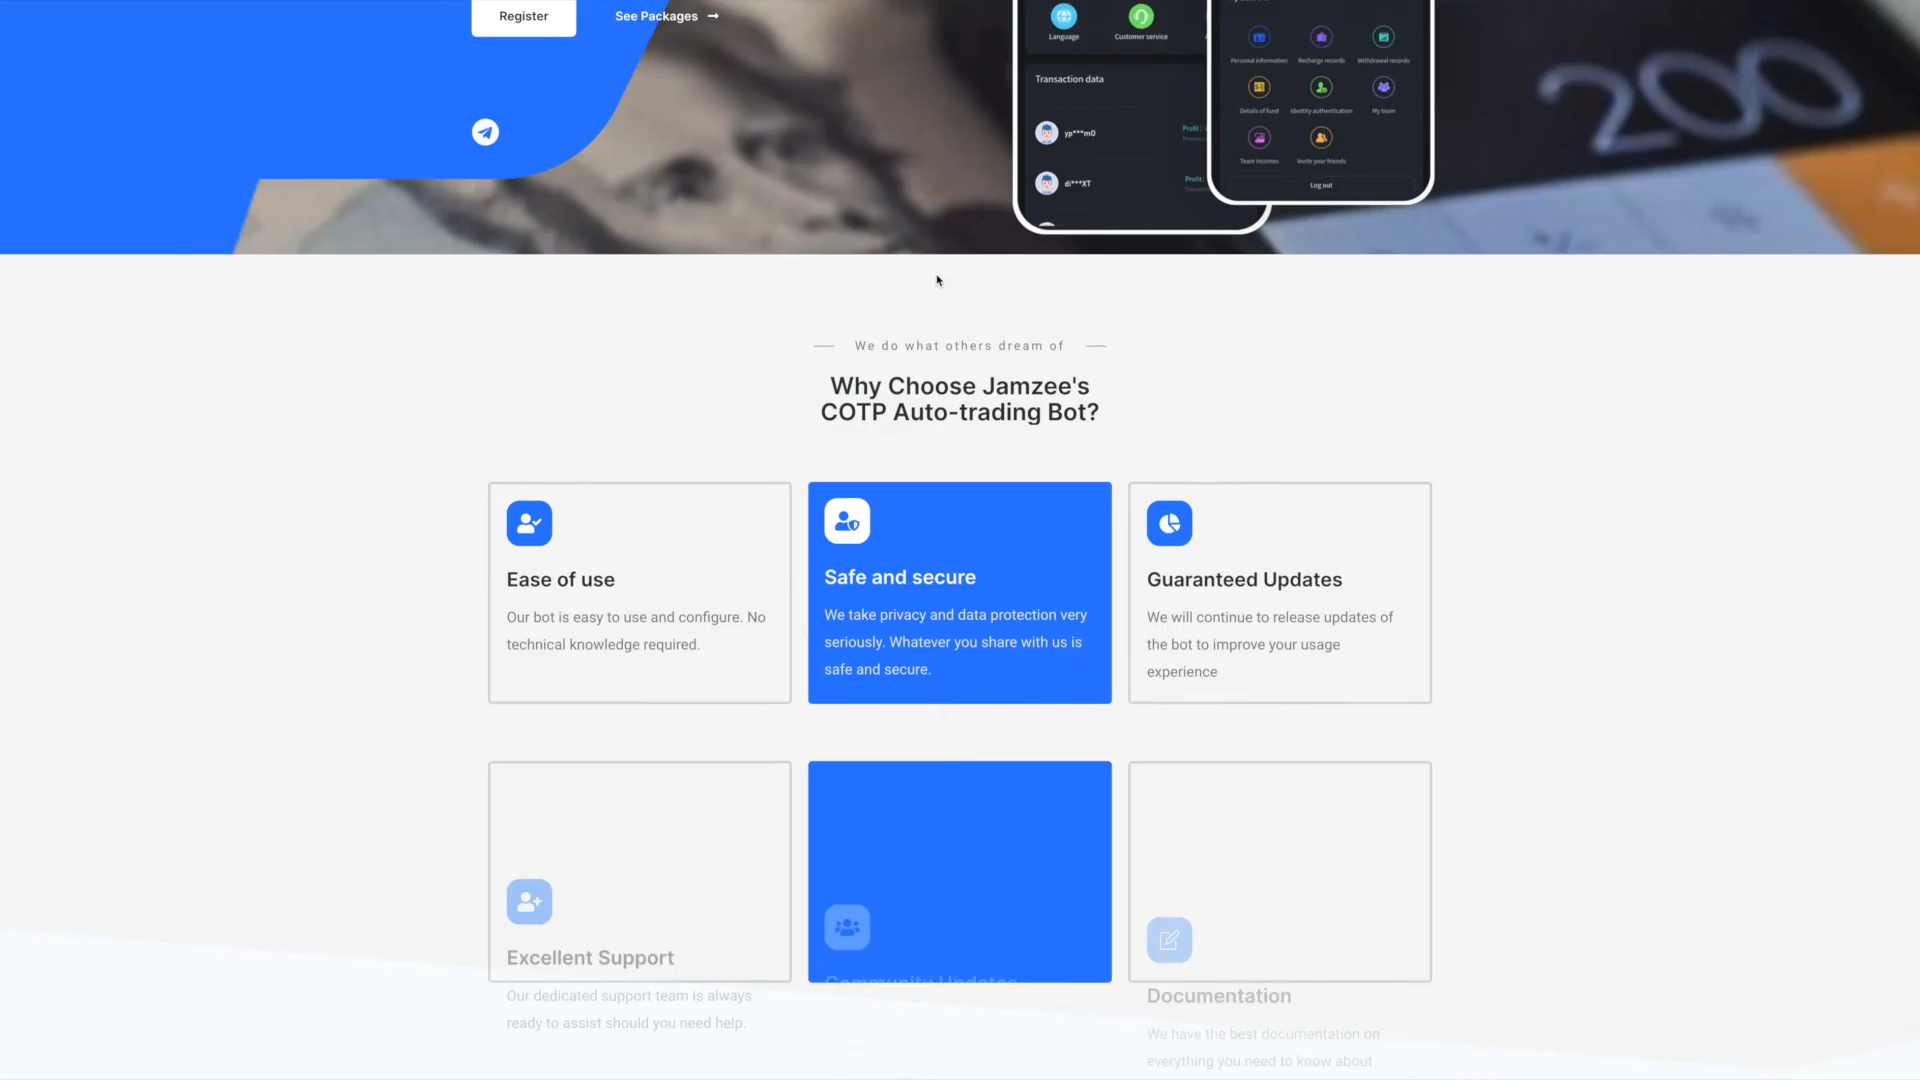 Register
See Packages
Language
Customer service
Transaction data
yp***m0
Profit:
di***XT
Profit:
Personal information
Recharge records
Withdrawal records
Details of fund
Identity authentication
My team
Team incomes
Invite your friends
Log out
200
We do what others dream of
Why Choose Jamzee's
COTP Auto-trading Bot?
Ease of use
Our bot is easy to use and configure. No
technical knowledge required.
Safe and secure
We take privacy and data protection very
seriously. Whatever you share with us is
safe and secure.
Guaranteed Updates
We will continue to release updates of
the bot to improve your usage
experience
Excellent Support
Our dedicated support team is always
ready to assist should you need help.
Community Updates
Documentation
We have the best documentation on
everything you need to know about